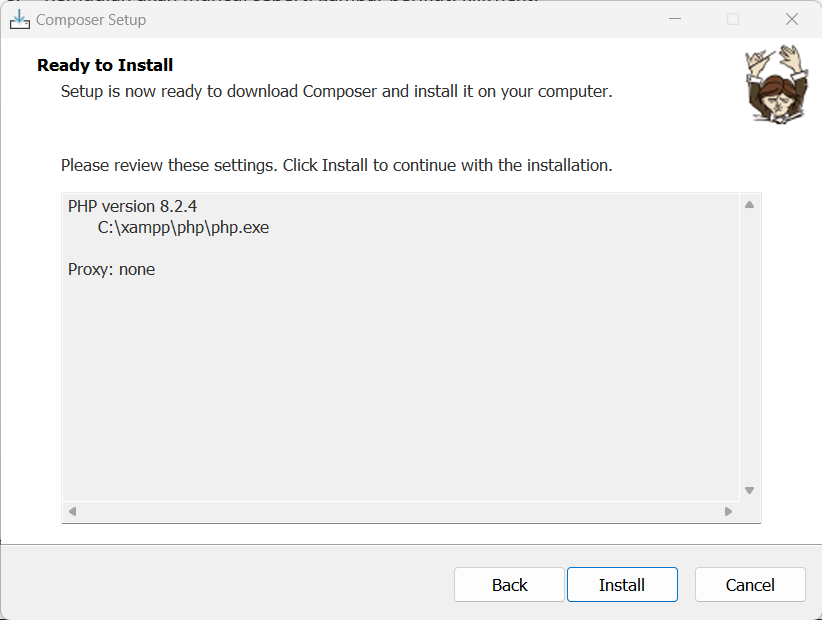 Composer Setup
Ready to Install
Setup is now ready to download Composer and install it on your computer.
Please review these settings. Click Install to continue with the installation.
PHP version 8.2.4
C:\xampp\php\php.exe
Proxy: none
Back
Install
Cancel